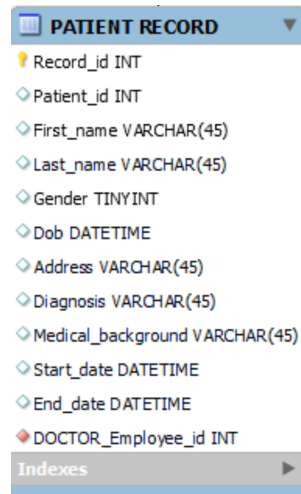 PATIENT RECORD
Record_id INT
Patient_id INT
First_name VARCHAR(45)
Last_name VARCHAR(45)
Gender TINYINT
Dob DATETIME
Address VARCHAR(45)
Diagnosis VARCHAR(45)
Medical_background VARCHAR(45)
Start_date DATETIME
End_date DATETIME
DOCTOR_Employee_id INT
Indexes